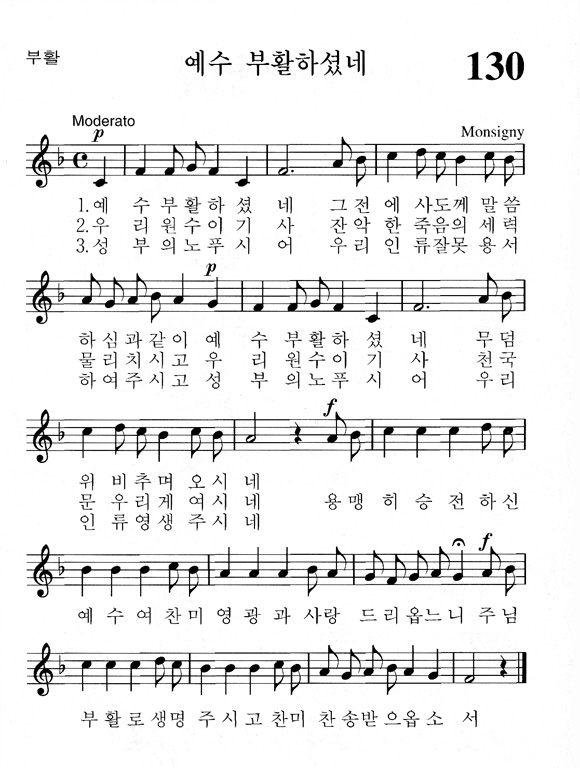 부활
예수 부활하셨네
130
Moderato
p
Monsigny
1.예 수부활하셨 네 그전 에 사도께 말씀
2.우 리원수이기 사 잔악 한 죽음의 세력
3.성 부의노푸시 어 우리 인 류잘못 용서
p
하심과같이 예 수 부활하 셨 네 무덤
물리치시고 우 리 원수이 기 사 천국
하여주시고 성 부 의노푸 시 어 우리
f
위 비추며 오시네
문 우리게 여시네 용맹 히 승전하신
인 류영생 주시네
f
예 수 여 찬미 영 광 과 사랑 드리옵느니 주님
부활로생명 주시고찬미 찬송받으옵소 서